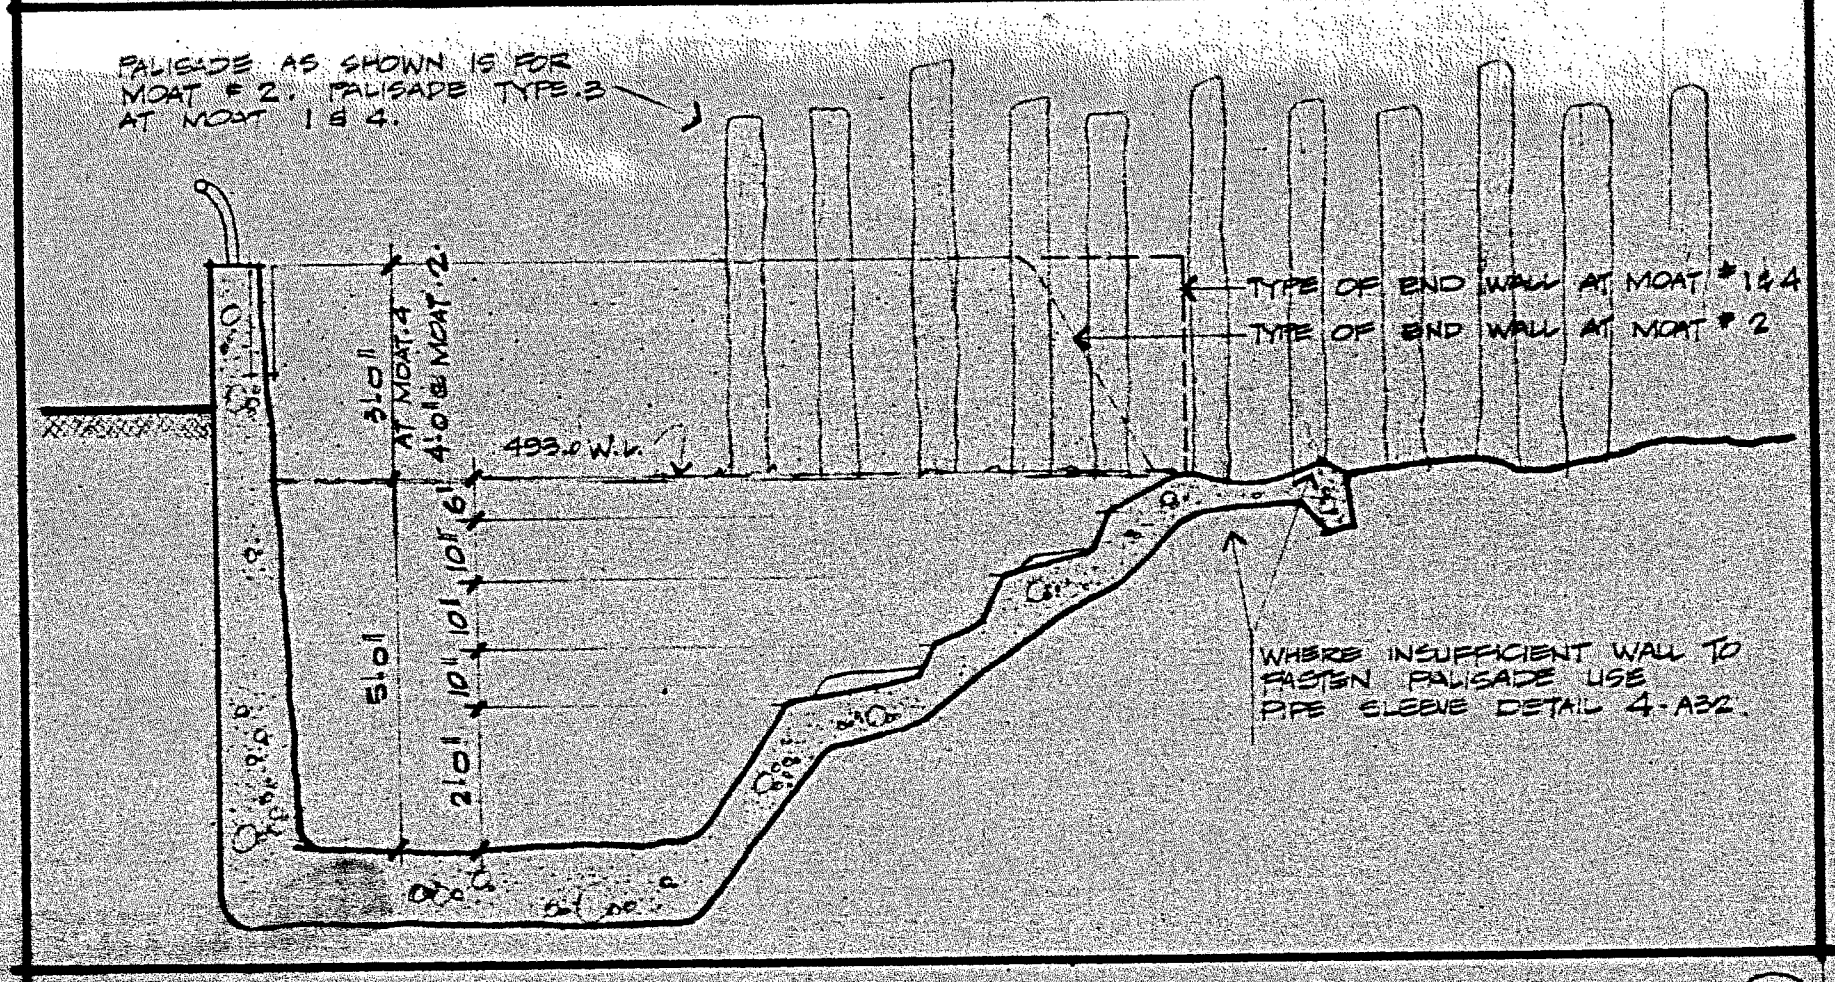 PALISADE AS SHOWN IS FOR
MOAT # 2. PALISADE TYPE.3
AT MOAT 1 & 4.
TYPE OF END WALL AT MOAT # 1 & 4
TYPE OF END WALL AT MOAT # 2
3'0"
AT MOAT.4
4'0" @ MOAT.2.
493.0 W.L.
6"
10"
10"
10"
2'0"
5'0"
WHERE INSUFFICIENT WALL TO
FASTEN PALISADE USE
PIPE SLEEVE DETAIL 4-A32.